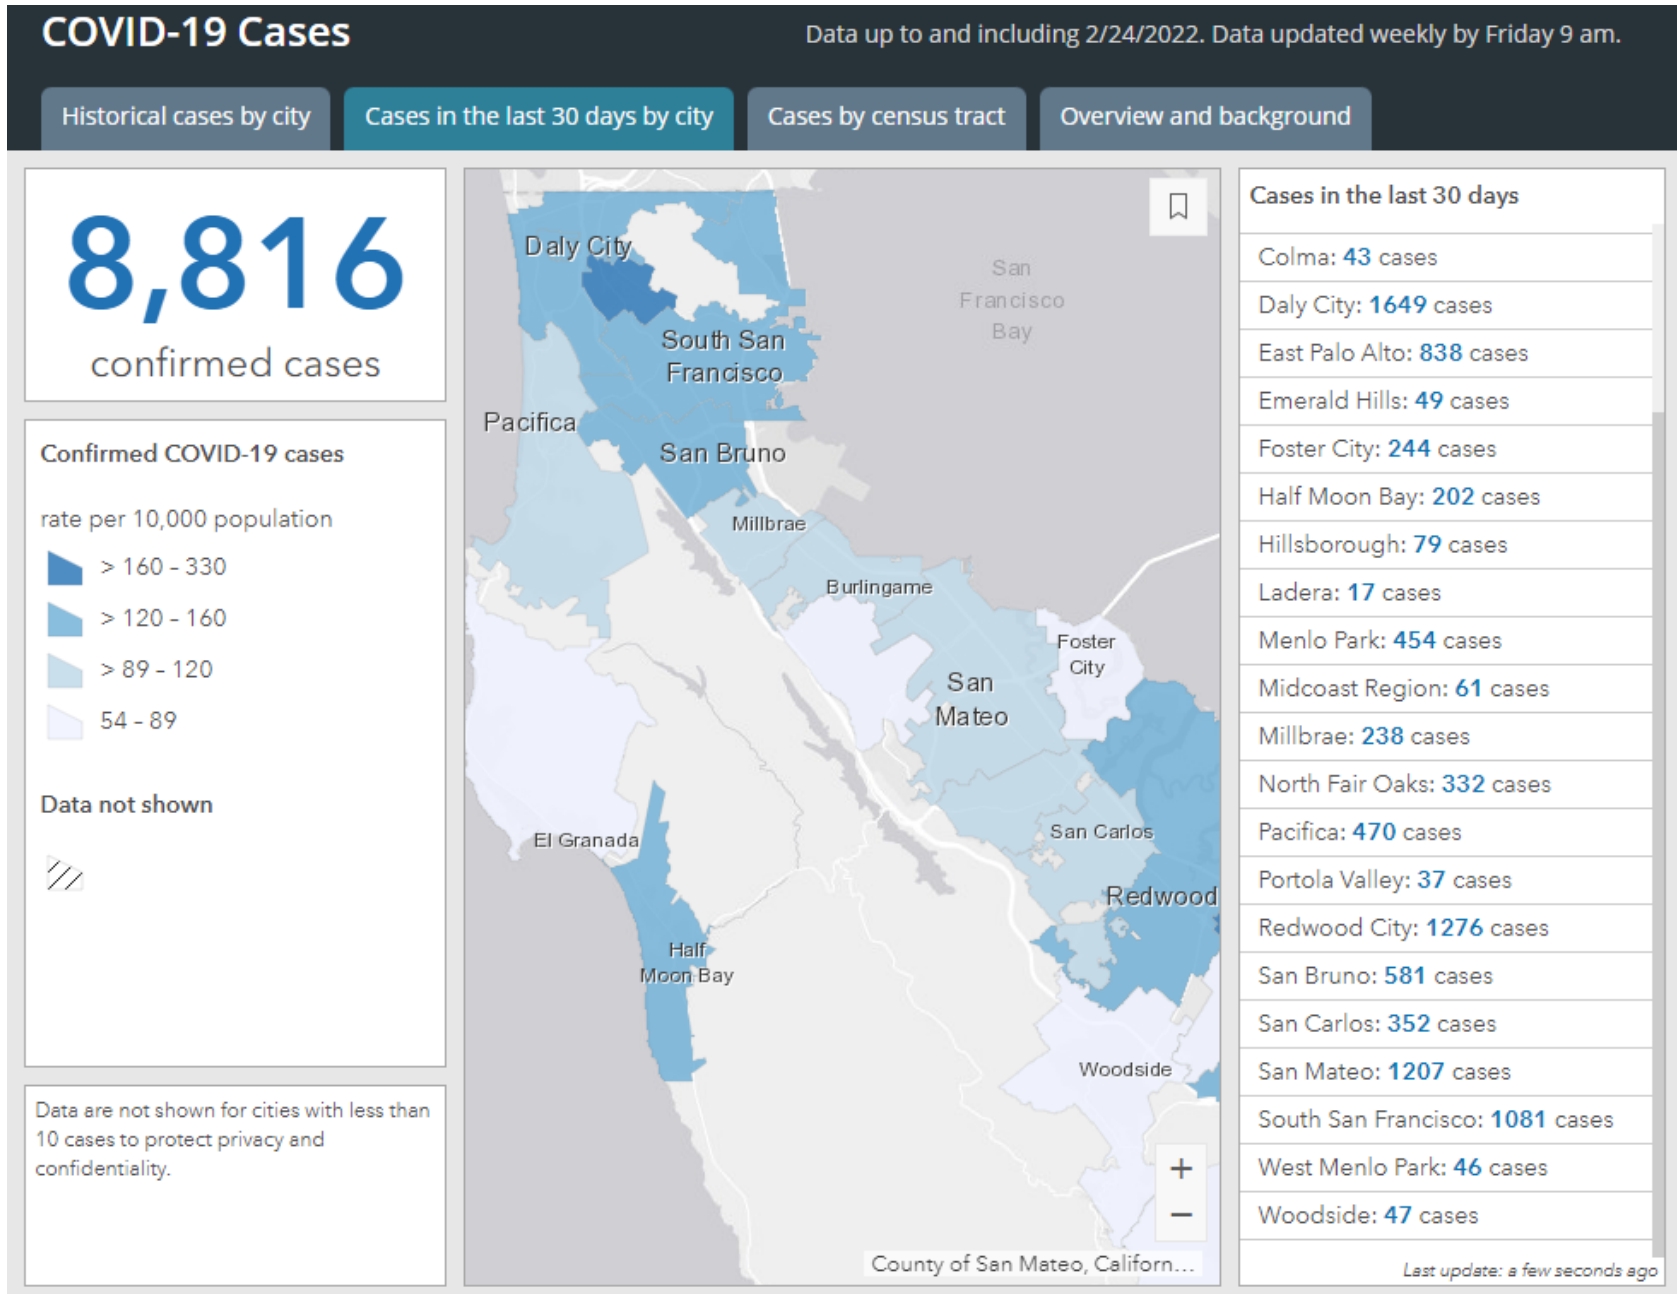 COVID-19 Cases
Data up to and including 2/24/2022. Data updated weekly by Friday 9 am.
Historical cases by city
Cases in the last 30 days by city
Cases by census tract
Overview and background
8,816
confirmed cases
Confirmed COVID-19 cases
rate per 10,000 population
> 160 - 330
> 120 - 160
> 89 - 120
54 - 89
Data not shown
Data are not shown for cities with less than
10 cases to protect privacy and
confidentiality.
Daly City
San
Francisco
Bay
South San
Francisco
Pacifica
San Bruno
Millbrae
Burlingame
Foster
City
San
Mateo
El Granada
San Carlos
Redwood
Half
Moon Bay
Woodside
+
−
County of San Mateo, Californ...
Cases in the last 30 days
Colma: 43 cases
Daly City: 1649 cases
East Palo Alto: 838 cases
Emerald Hills: 49 cases
Foster City: 244 cases
Half Moon Bay: 202 cases
Hillsborough: 79 cases
Ladera: 17 cases
Menlo Park: 454 cases
Midcoast Region: 61 cases
Millbrae: 238 cases
North Fair Oaks: 332 cases
Pacifica: 470 cases
Portola Valley: 37 cases
Redwood City: 1276 cases
San Bruno: 581 cases
San Carlos: 352 cases
San Mateo: 1207 cases
South San Francisco: 1081 cases
West Menlo Park: 46 cases
Woodside: 47 cases
Last update: a few seconds ago